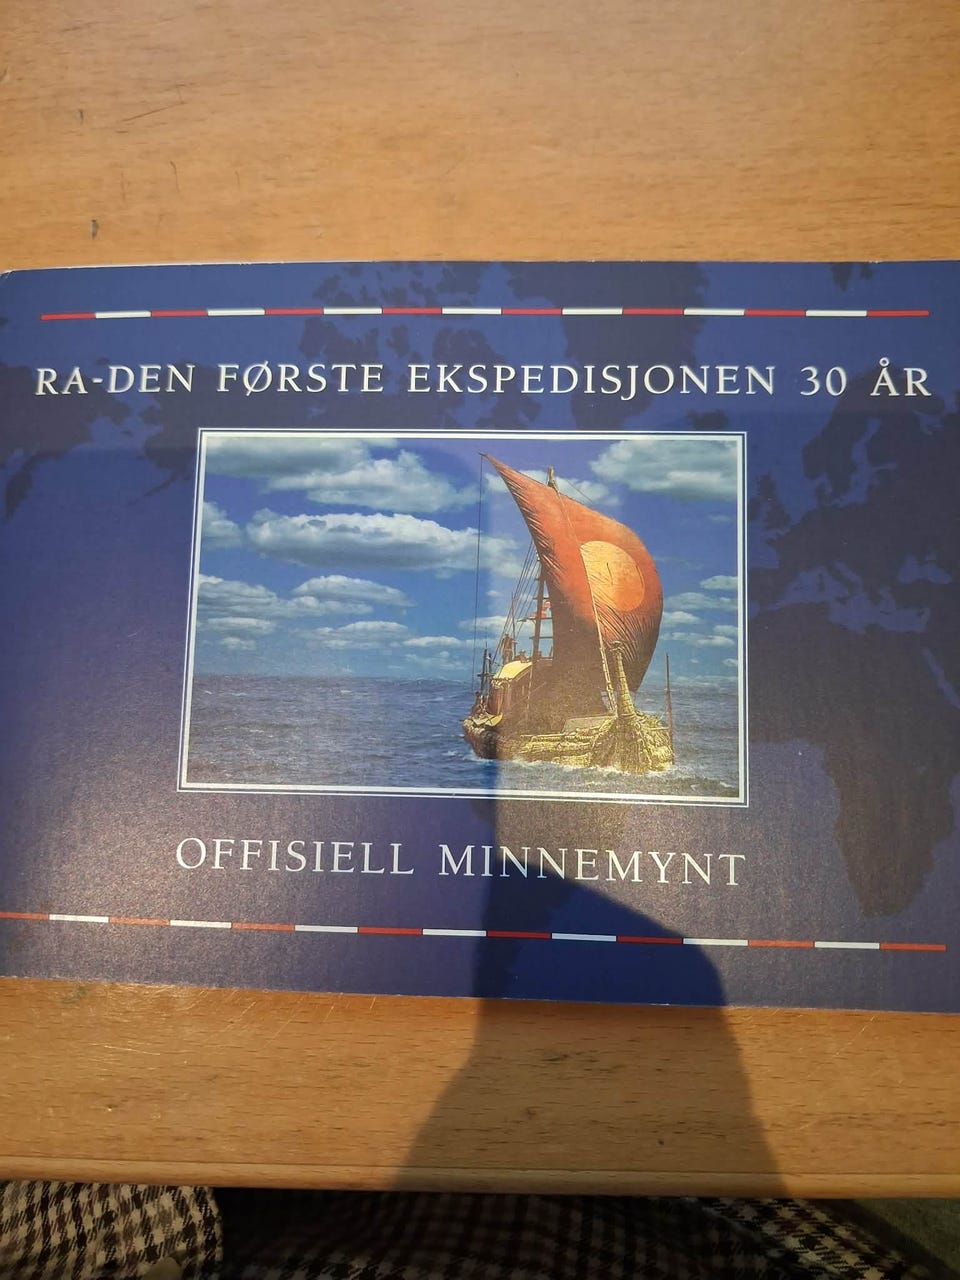 RA-DEN FØRSTE EKSPEDISJONEN 30 ÅR
OFFISIELL MINNEMYNT